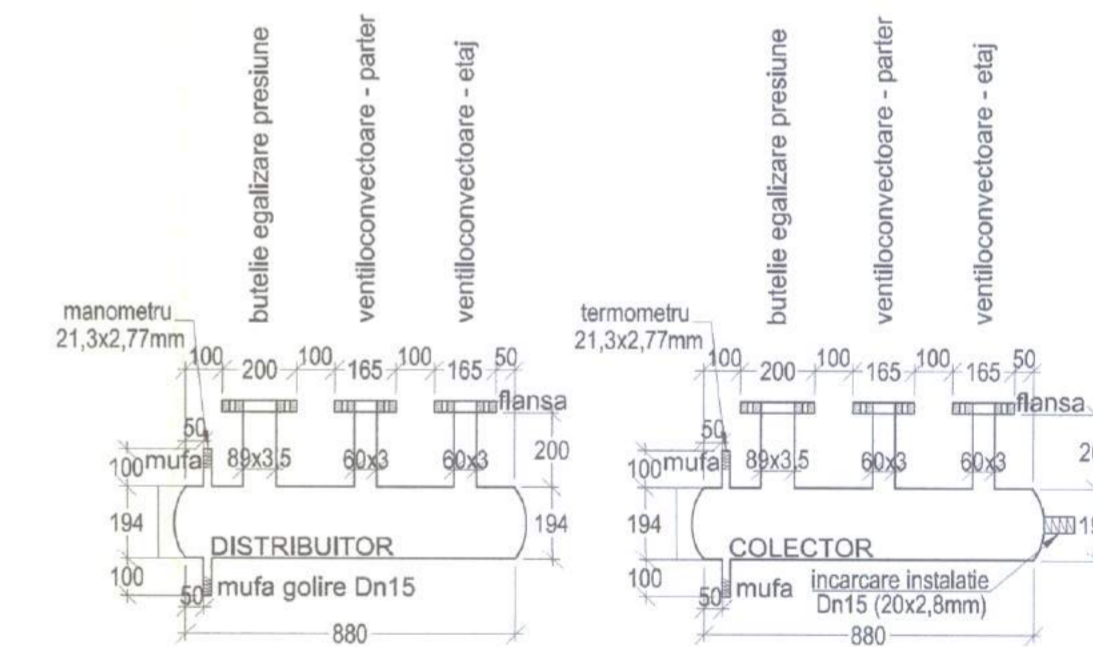 butelie egalizare presiune
ventiloconvectoare - parter
ventiloconvectoare - etaj
manometru
21,3x2,77mm
100
200
100
165
100
165
50
flansa
50
100
mufa
89x3,5
60x3
60x3
200
194
194
DISTRIBUITOR
100
50
mufa golire Dn15
880
butelie egalizare presiune
ventiloconvectoare - parter
ventiloconvectoare - etaj
termometru
21,3x2,77mm
100
200
100
165
100
165
50
flansa
50
100
mufa
89x3,5
60x3
60x3
194
COLECTOR
100
50
mufa
incarcare instalatie
Dn15 (20x2,8mm)
880